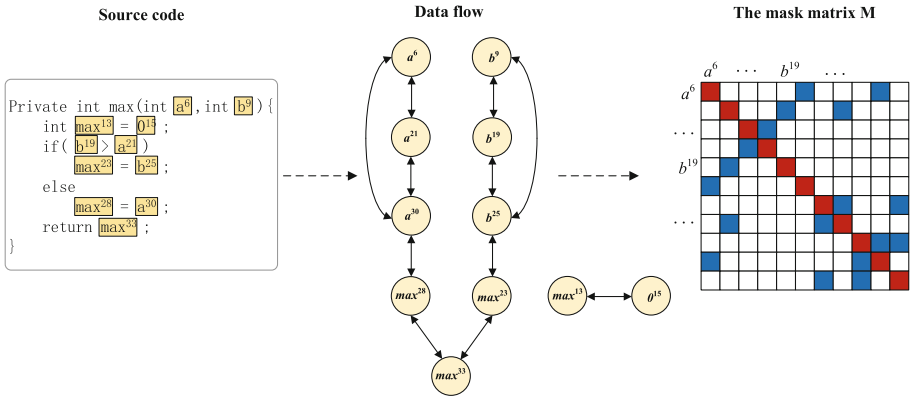 Source code
Data flow
The mask matrix M
Private int max(int a⁶,int b⁹){
int max¹³ = 0¹⁵ ;
if( b¹⁹ > a²¹ )
max²³ = b²⁵ ;
else
max²⁸ = a³⁰ ;
return max³³ ;
}
a⁶
b⁹
a²¹
b¹⁹
a³⁰
b²⁵
max²⁸
max²³
max¹³
0¹⁵
max³³
a⁶ ··· b¹⁹ ···
a⁶
···
b¹⁹
···